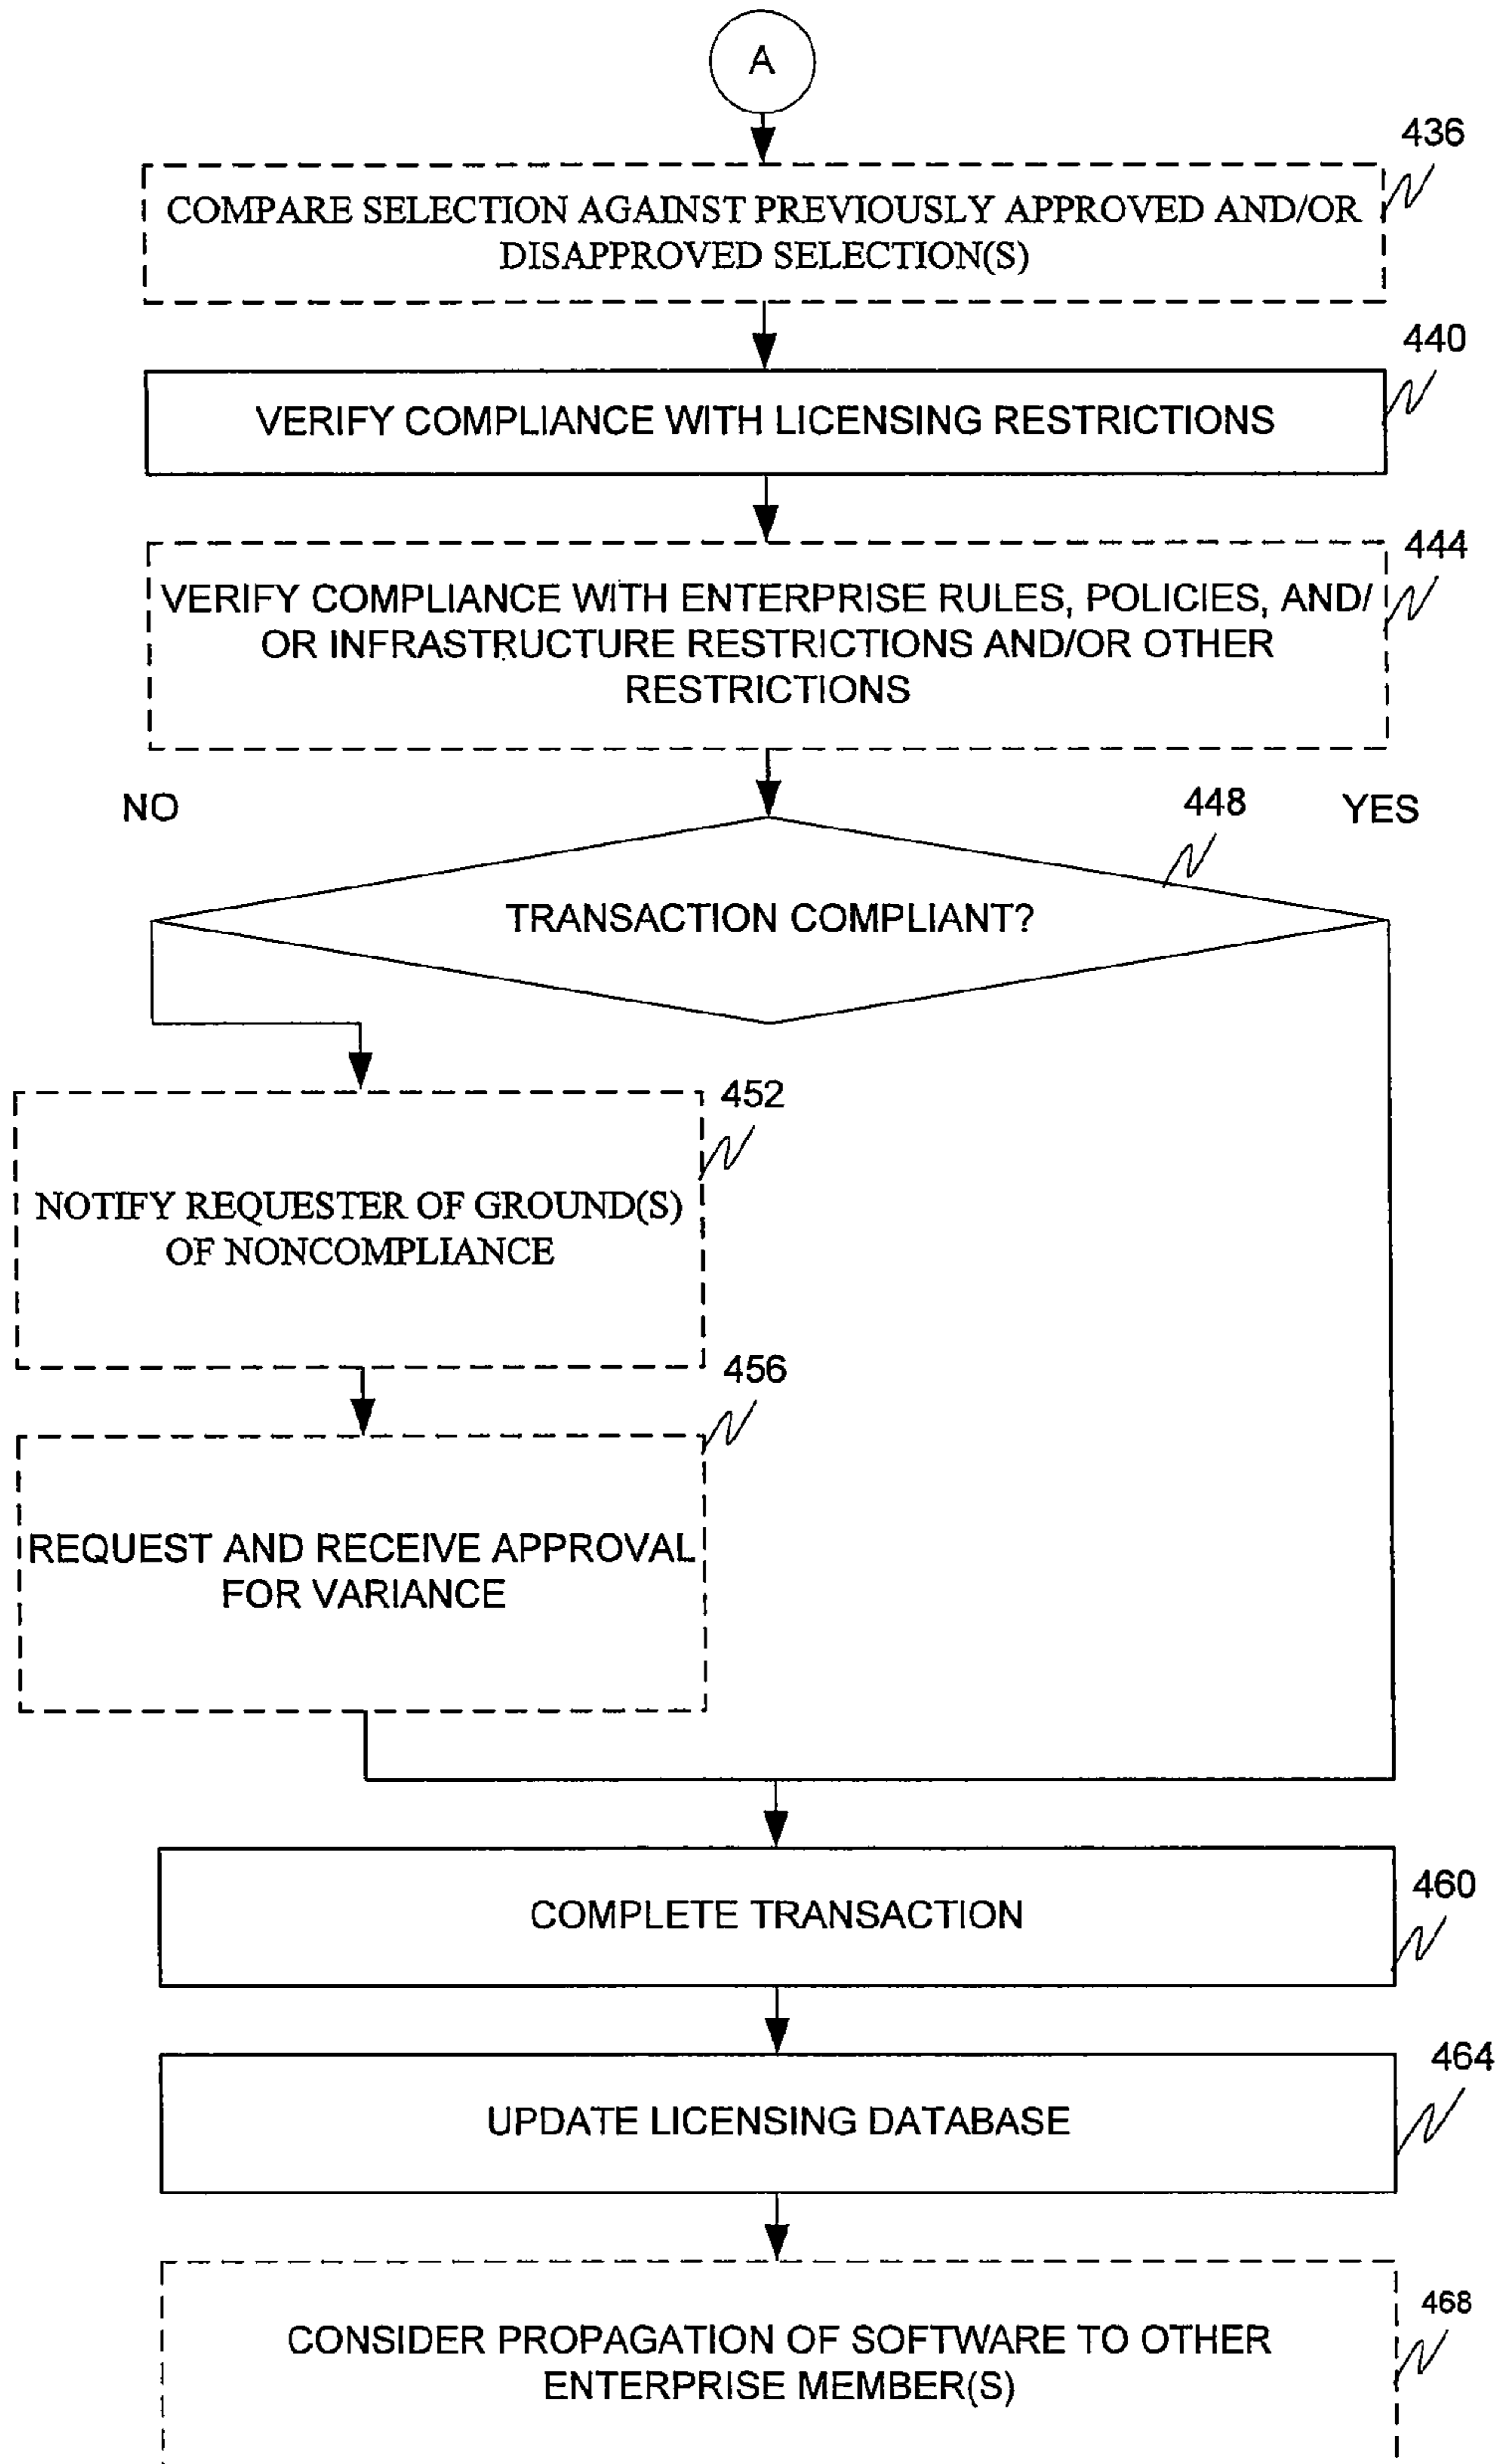 A
436
COMPARE SELECTION AGAINST PREVIOUSLY APPROVED AND/OR
DISAPPROVED SELECTION(S)
440
VERIFY COMPLIANCE WITH LICENSING RESTRICTIONS
444
VERIFY COMPLIANCE WITH ENTERPRISE RULES, POLICIES, AND/
OR INFRASTRUCTURE RESTRICTIONS AND/OR OTHER
RESTRICTIONS
NO
448
YES
TRANSACTION COMPLIANT?
452
NOTIFY REQUESTER OF GROUND(S)
OF NONCOMPLIANCE
456
REQUEST AND RECEIVE APPROVAL
FOR VARIANCE
460
COMPLETE TRANSACTION
464
UPDATE LICENSING DATABASE
468
CONSIDER PROPAGATION OF SOFTWARE TO OTHER
ENTERPRISE MEMBER(S)